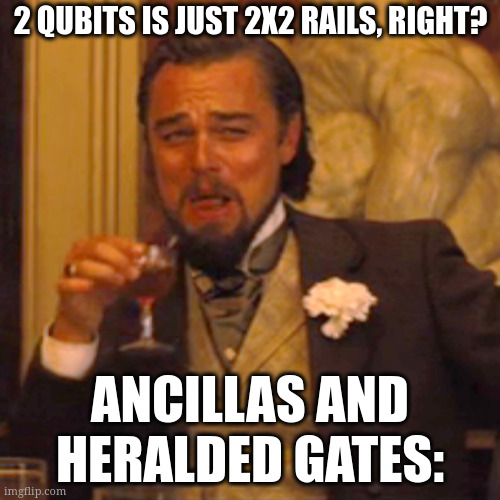 2 QUBITS IS JUST 2X2 RAILS, RIGHT?
ANCILLAS AND
HERALDED GATES:
imgflip.com